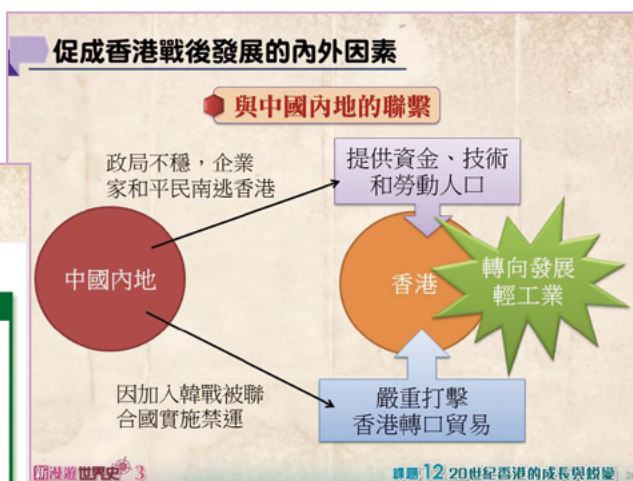 促成香港戰後發展的內外因素
與中國內地的聯繫
政局不穩，企業
家和平民南逃香港
提供資金、技術
和勞動人口
中國內地
香港
轉向發展
輕工業
因加入韓戰被聯
合國實施禁運
嚴重打擊
香港轉口貿易
新漫遊世界史 3
課題 12 20世紀香港的成長與蛻變